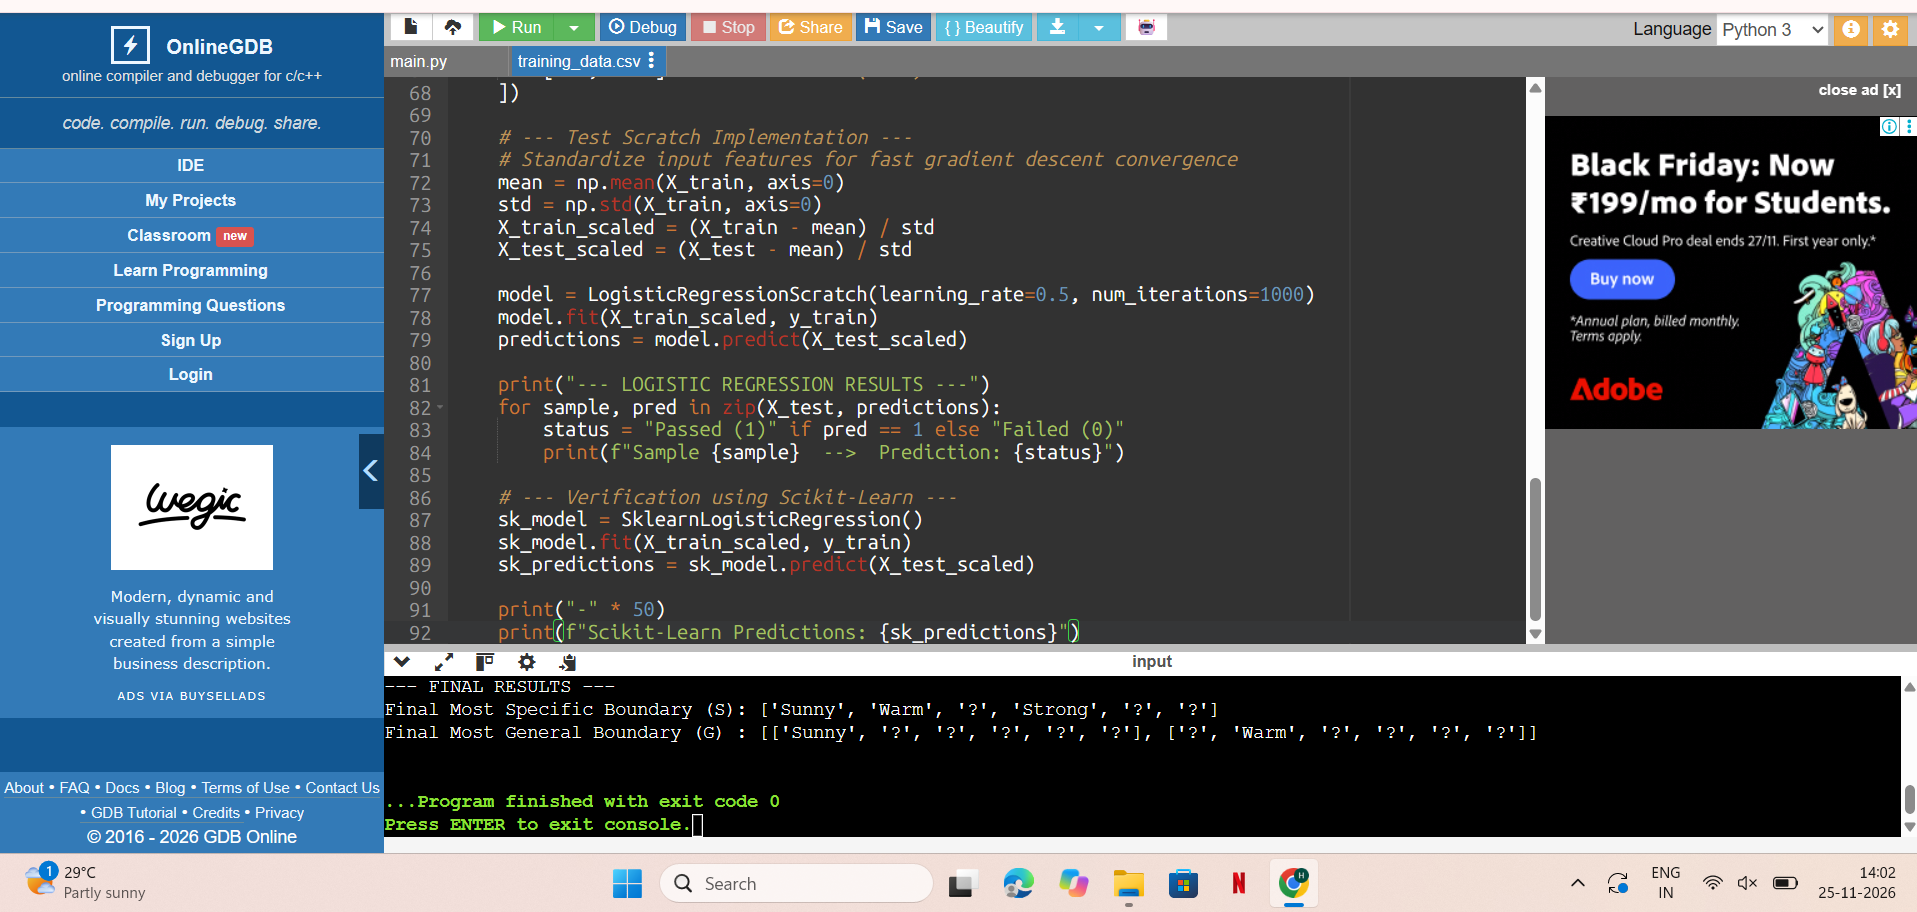 OnlineGDB
online compiler and debugger for c/c++
code. compile. run. debug. share.
IDE
My Projects
Classroom new
Learn Programming
Programming Questions
Sign Up
Login
wegic
Modern, dynamic and
visually stunning websites
created from a simple
business description.
ADS VIA BUYSELLADS
About • FAQ • Docs • Blog • Terms of Use • Contact Us
• GDB Tutorial • Credits • Privacy
© 2016 - 2026 GDB Online
Run Debug Stop Share Save { } Beautify
Language Python 3
main.py training_data.csv
68 ])
69
70 # --- Test Scratch Implementation ---
71 # Standardize input features for fast gradient descent convergence
72 mean = np.mean(X_train, axis=0)
73 std = np.std(X_train, axis=0)
74 X_train_scaled = (X_train - mean) / std
75 X_test_scaled = (X_test - mean) / std
76
77 model = LogisticRegressionScratch(learning_rate=0.5, num_iterations=1000)
78 model.fit(X_train_scaled, y_train)
79 predictions = model.predict(X_test_scaled)
80
81 print("--- LOGISTIC REGRESSION RESULTS ---")
82 for sample, pred in zip(X_test, predictions):
83 status = "Passed (1)" if pred == 1 else "Failed (0)"
84 print(f"Sample {sample}  -->  Prediction: {status}")
85
86 # --- Verification using Scikit-Learn ---
87 sk_model = SklearnLogisticRegression()
88 sk_model.fit(X_train_scaled, y_train)
89 sk_predictions = sk_model.predict(X_test_scaled)
90
91 print("-" * 50)
92 print(f"Scikit-Learn Predictions: {sk_predictions}")
close ad [x]
Black Friday: Now
₹199/mo for Students.
Creative Cloud Pro deal ends 27/11. First year only.*
Buy now
*Annual plan, billed monthly.
Terms apply.
Adobe
input
--- FINAL RESULTS ---
Final Most Specific Boundary (S): ['Sunny', 'Warm', '?', 'Strong', '?', '?']
Final Most General Boundary (G) : [['Sunny', '?', '?', '?', '?', '?'], ['?', 'Warm', '?', '?', '?', '?']]
...Program finished with exit code 0
Press ENTER to exit console.
1
29°C
Partly sunny
Search
N
H
ENG
IN
14:02
25-11-2026